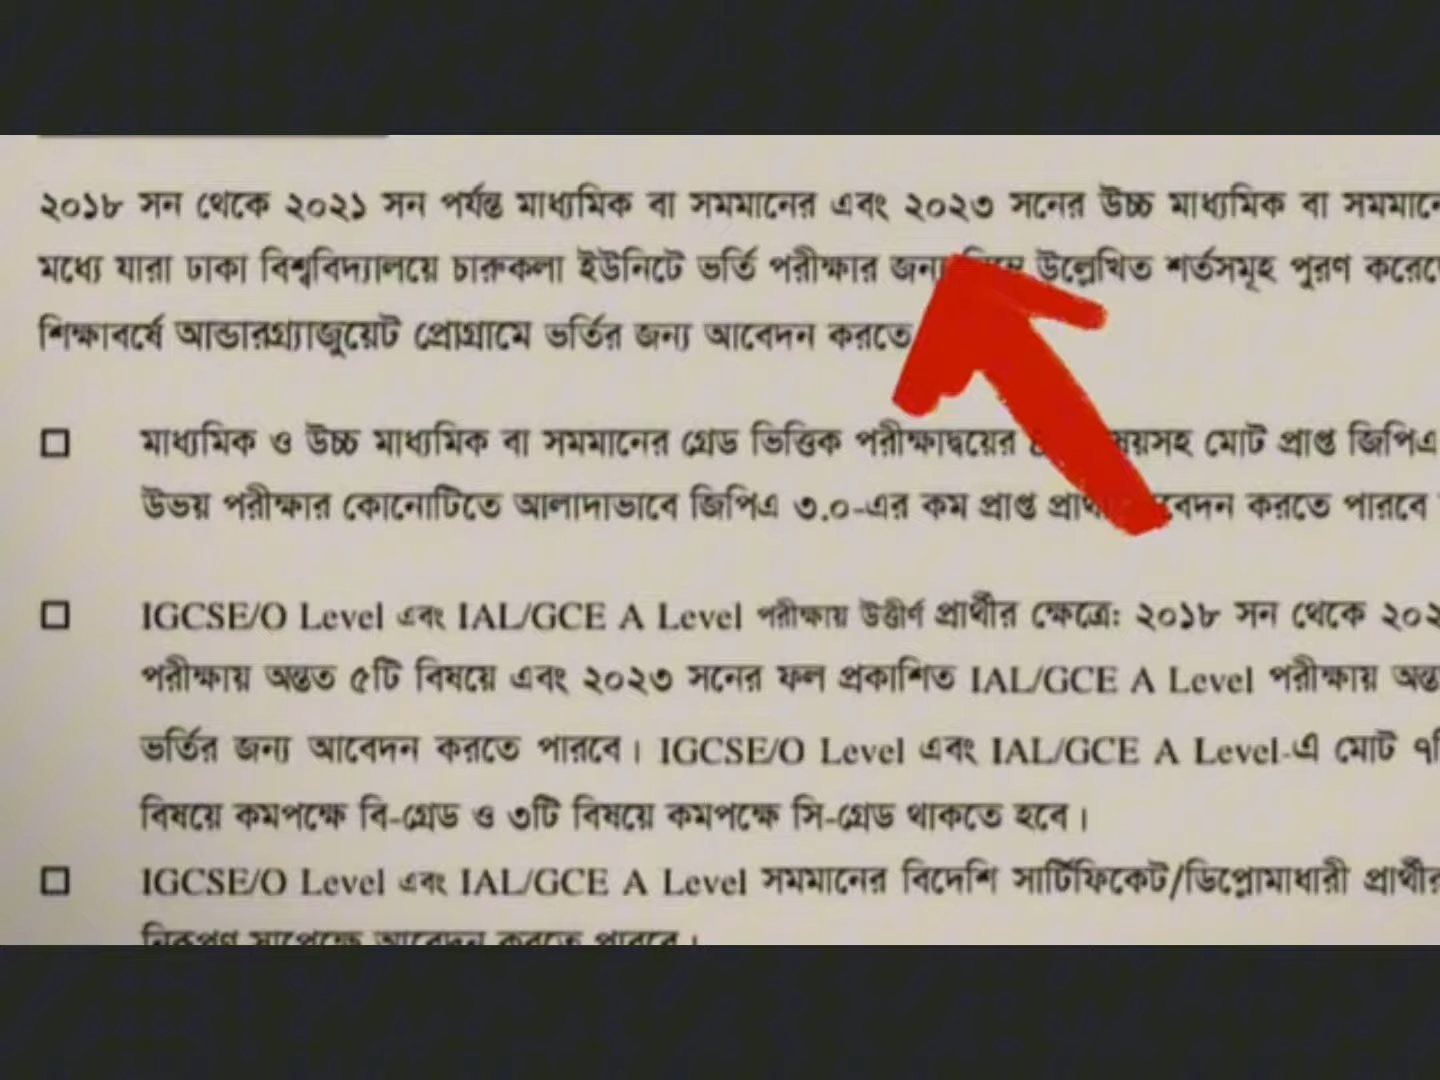 ২০১৮ সন থেকে ২০২১ সন পর্যন্ত মাধ্যমিক বা সমমানের এবং ২০২৩ সনের উচ্চ মাধ্যমিক বা
মধ্যে যারা ঢাকা বিশ্ববিদ্যালয়ে চারুকলা ইউনিটে ভর্তি পরীক্ষার উল্লেখিত শর্তসমূহ পুরণ
শিক্ষাবর্ষে আন্ডারগ্র্যাজুয়েট প্রোগ্রামে ভর্তির জন্য আবেদন করতে
মাধ্যমিক ও উচ্চ মাধ্যমিক বা সমমানের গ্রেড ভিত্তিক পরীক্ষাদ্বয়ের মোট প্রাপ্ত জিপিএ
উভয় পরীক্ষার কোনোটিতে আলাদাভাবে জিপিএ ৩.০-এর কম প্রাপ্ত করতে পারবে
IGCSE/O Level এবং IAL/GCE A Level পরীক্ষায় উত্তীর্ণ প্রার্থীর ক্ষেত্রে: ২০১৮ সন থেকে
পরীক্ষায় অন্তত ৫টি বিষয়ে এবং ২০২৩ সনের ফল প্রকাশিত IAL/GCE A Level পরীক্ষায়
ভর্তির জন্য আবেদন করতে পারবে। IGCSE/O Level এবং IAL/GCE A Level-এ মোট
বিষয়ে কমপক্ষে বি-গ্রেড ও ৩টি বিষয়ে কমপক্ষে সি-গ্রেড থাকতে হবে।
IGCSE/O Level এবং IAL/GCE A Level সমমানের বিদেশি সার্টিফিকেট/ডিপ্লোমাধারী